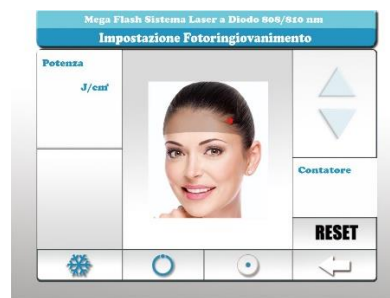 Mega Flash Sistema Laser a Diodo 808/810 nm
Impostazione Fotoringiovanimento
Potenza
J/cm²
Contatore
RESET